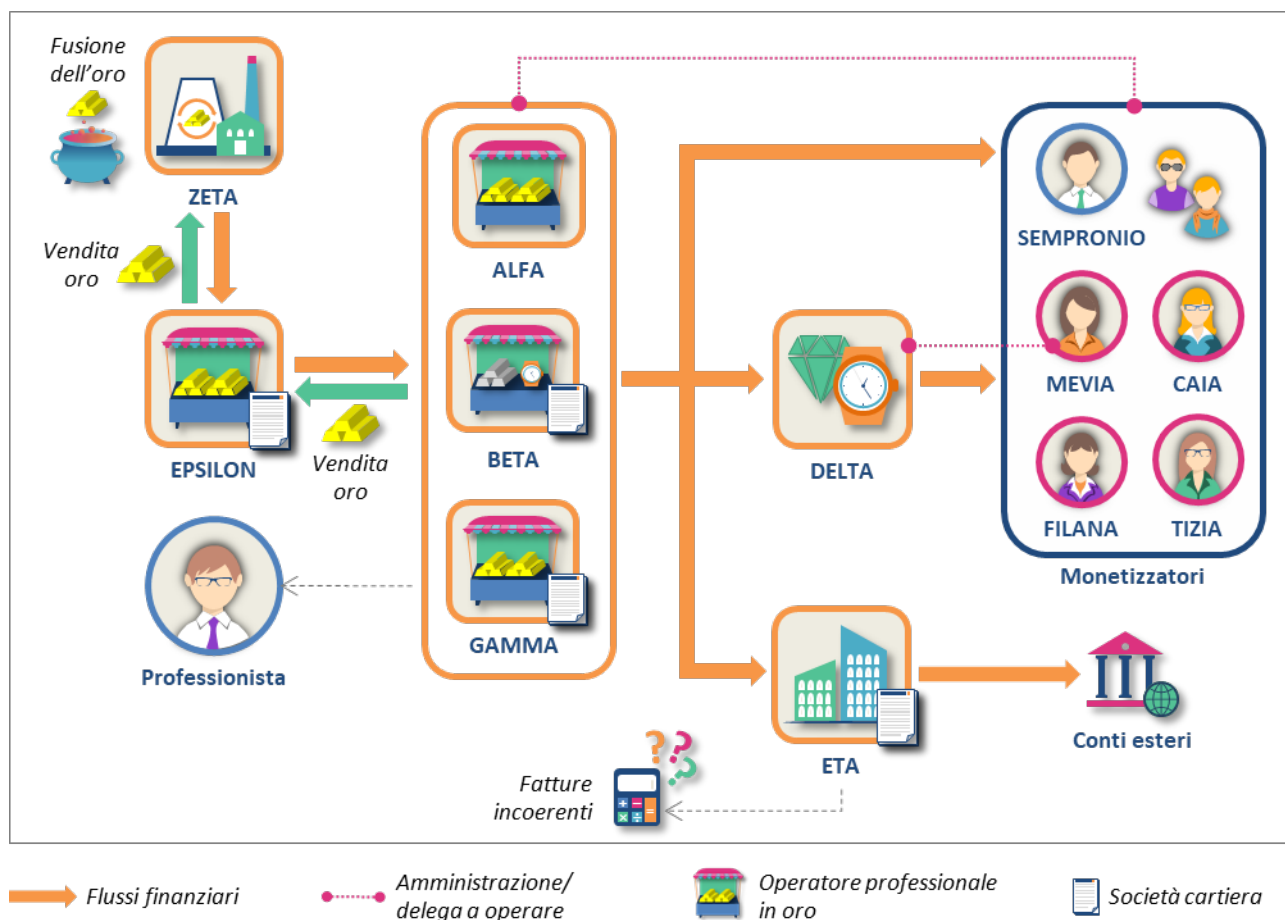 Fusione
dell'oro
ZETA
Vendita
oro
EPSILON
Vendita
oro
Professionista
ALFA
BETA
GAMMA
DELTA
ETA
Fatture
incoerenti
SEMPRONIO
MEVIA
CAIA
FILANA
TIZIA
Monetizzatori
Conti esteri
Flussi finanziari
Amministrazione/
delega a operare
Operatore professionale
in oro
Società cartiera